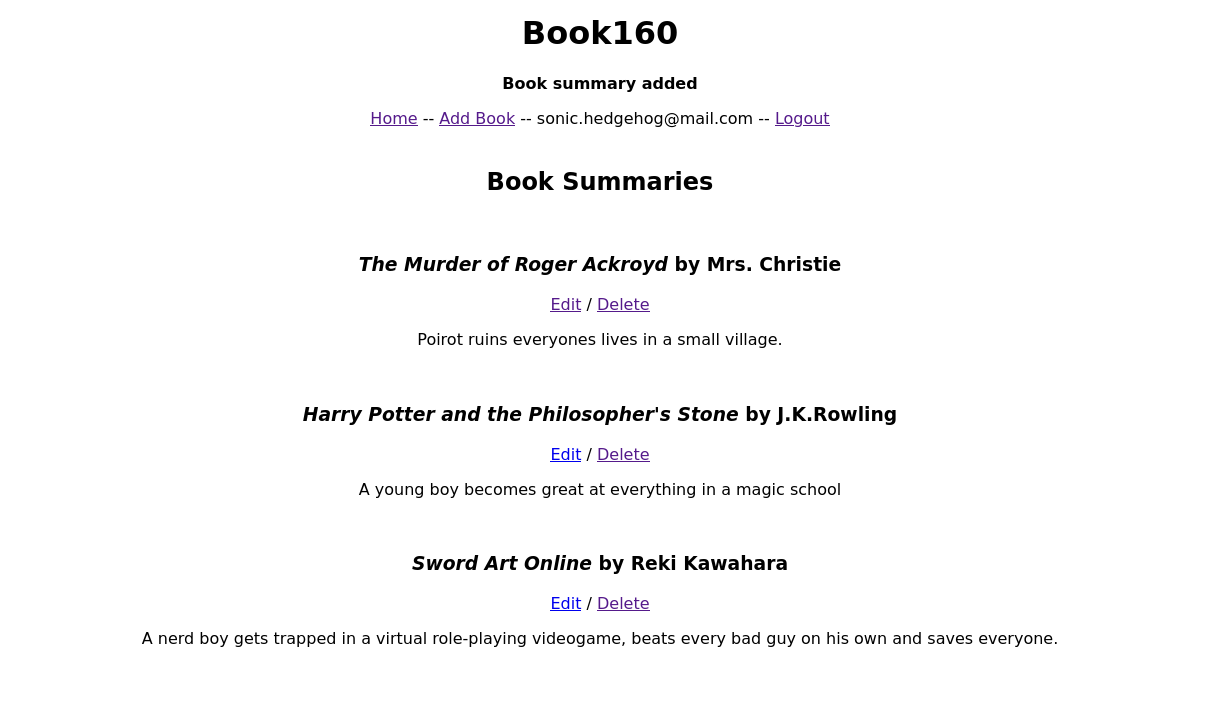 Book160
Book summary added
Home -- Add Book -- sonic.hedgehog@mail.com -- Logout
Book Summaries
The Murder of Roger Ackroyd by Mrs. Christie
Edit / Delete
Poirot ruins everyones lives in a small village.
Harry Potter and the Philosopher's Stone by J.K.Rowling
Edit / Delete
A young boy becomes great at everything in a magic school
Sword Art Online by Reki Kawahara
Edit / Delete
A nerd boy gets trapped in a virtual role-playing videogame, beats every bad guy on his own and saves everyone.